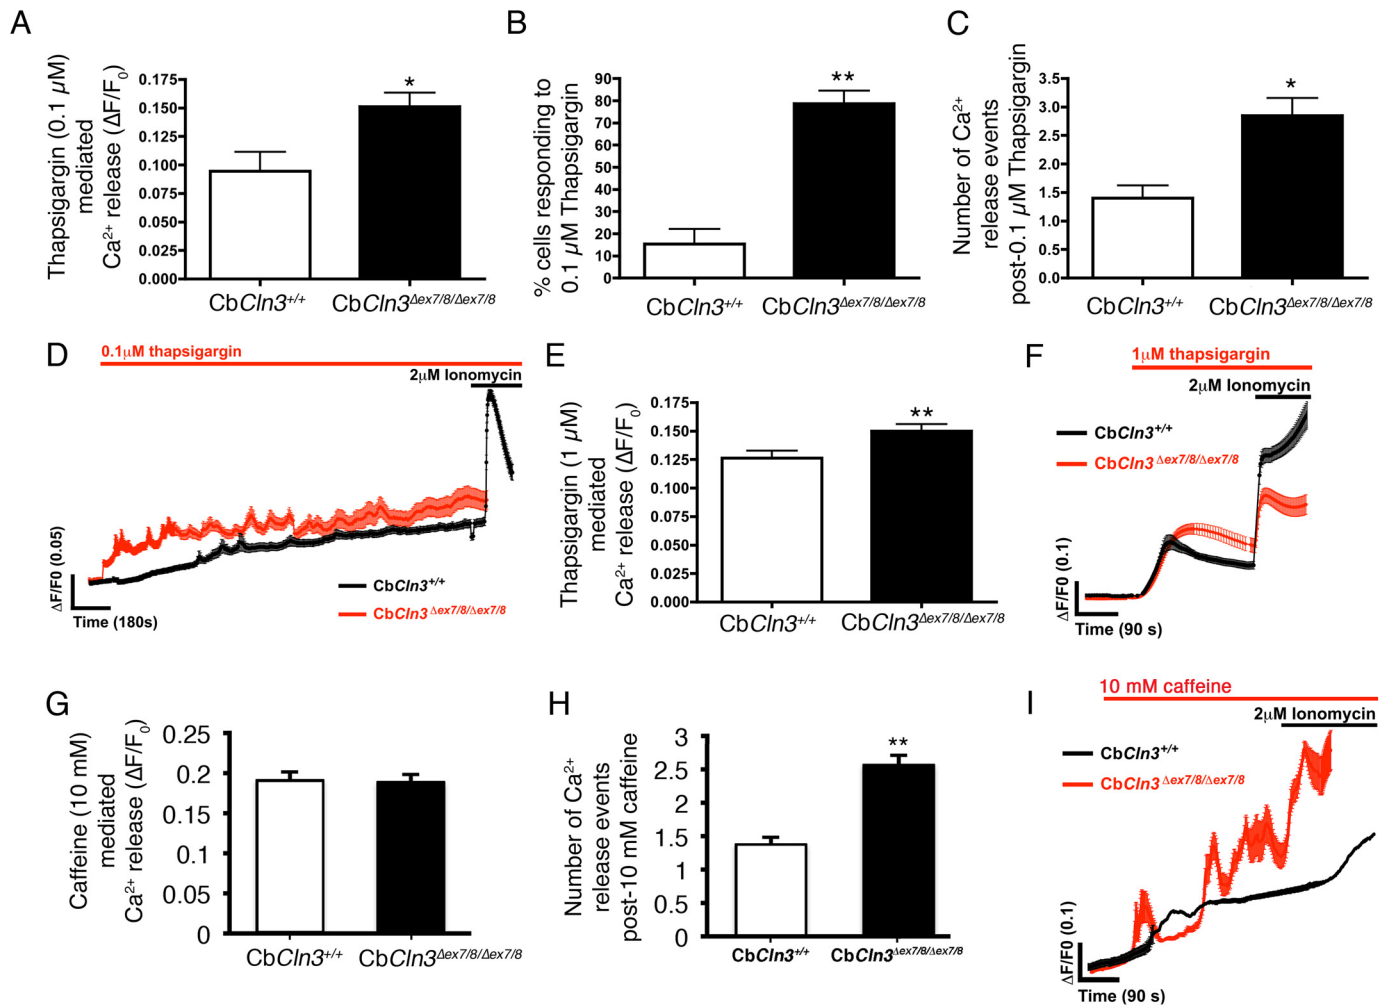 A
Thapsigargin (0.1 µM)
mediated
Ca²⁺ release (ΔF/F₀)
0.175
0.150
0.125
0.100
0.075
0.050
0.025
0.000
*
CbCln3⁺/⁺
CbCln3Δex7/8/Δex7/8
B
% cells responding to
0.1 µM Thapsigargin
90
80
70
60
50
40
30
20
10
0
**
CbCln3⁺/⁺
CbCln3Δex7/8/Δex7/8
C
Number of Ca²⁺
release events
post-0.1 µM Thapsigargin
3.5
3.0
2.5
2.0
1.5
1.0
0.5
0.0
*
CbCln3⁺/⁺
CbCln3Δex7/8/Δex7/8
D
0.1µM thapsigargin
2µM Ionomycin
CbCln3⁺/⁺
CbCln3Δex7/8/Δex7/8
ΔF/F0 (0.05)
Time (180s)
E
Thapsigargin (1 µM)
mediated
Ca²⁺ release (ΔF/F₀)
0.175
0.150
0.125
0.100
0.075
0.050
0.025
0.000
**
CbCln3⁺/⁺
CbCln3Δex7/8/Δex7/8
F
1µM thapsigargin
2µM Ionomycin
CbCln3⁺/⁺
CbCln3Δex7/8/Δex7/8
ΔF/F0 (0.1)
Time (90 s)
G
Caffeine (10 mM)
mediated
Ca²⁺ release (ΔF/F₀)
0.25
0.2
0.15
0.1
0.05
0
CbCln3⁺/⁺
CbCln3Δex7/8/Δex7/8
H
Number of Ca²⁺
release events
post-10 mM caffeine
3
2.5
2
1.5
1
0.5
0
**
CbCln3⁺/⁺
CbCln3Δex7/8/Δex7/8
I
10 mM caffeine
2µM Ionomycin
CbCln3⁺/⁺
CbCln3Δex7/8/Δex7/8
ΔF/F0 (0.1)
Time (90 s)